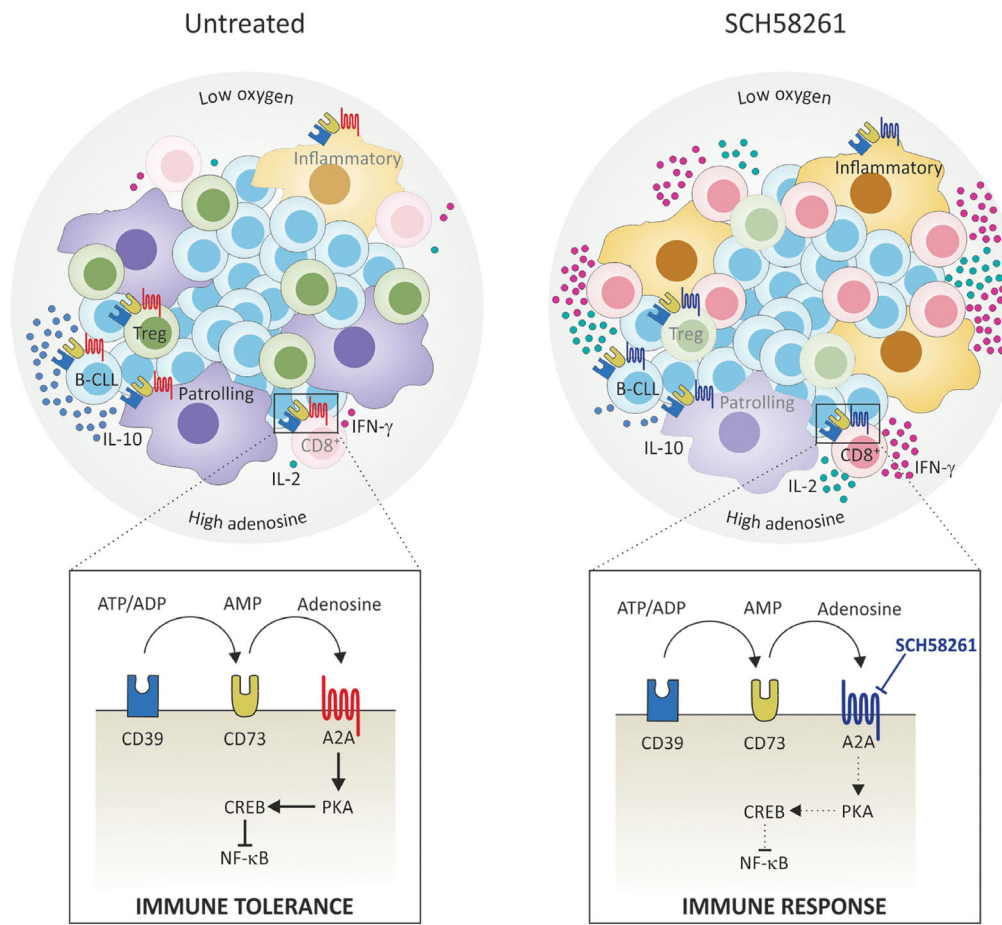 Untreated
Low oxygen
Inflammatory
Treg
B-CLL
Patrolling
IL-10
CD8+
IFN-γ
IL-2
High adenosine
ATP/ADP
AMP
Adenosine
CD39
CD73
A2A
CREB
PKA
NF-κB
IMMUNE TOLERANCE
SCH58261
Low oxygen
Inflammatory
Treg
B-CLL
Patrolling
IL-10
CD8+
IFN-γ
IL-2
High adenosine
ATP/ADP
AMP
Adenosine
SCH58261
CD39
CD73
A2A
CREB
PKA
NF-κB
IMMUNE RESPONSE